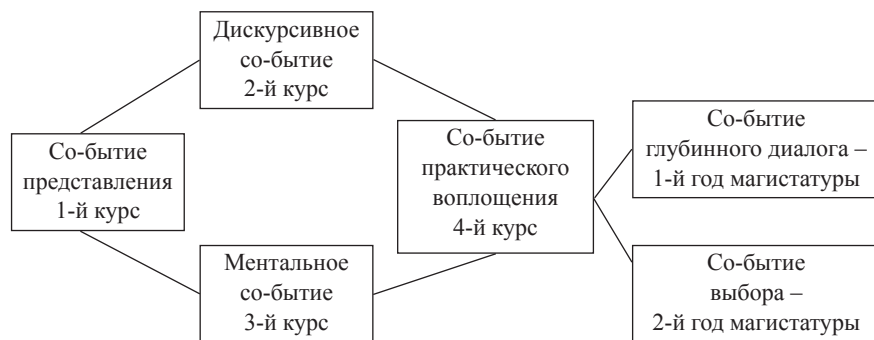 Дискурсивное
со-бытие
2-й курс
Со-бытие
представления
1-й курс
Ментальное
со-бытие
3-й курс
Со-бытие
практического
воплощения
4-й курс
Со-бытие
глубинного диалога –
1-й год магистатуры
Со-бытие
выбора –
2-й год магистатуры